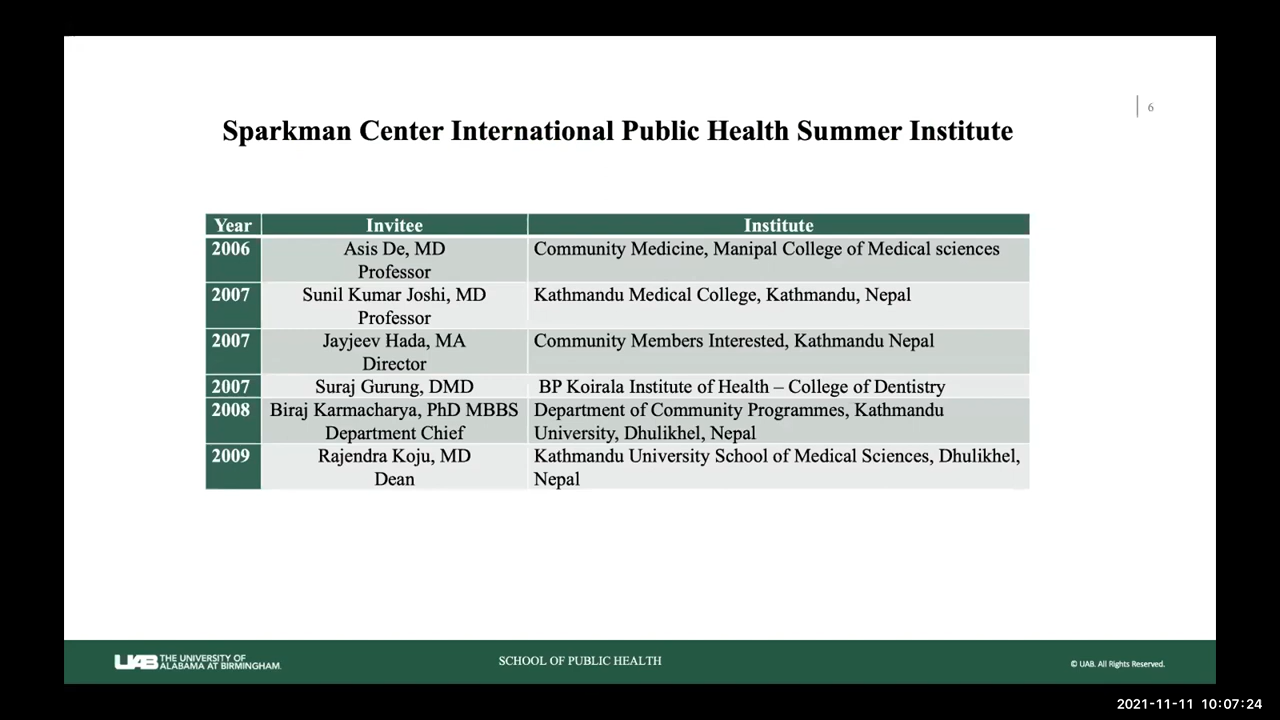 6
Sparkman Center International Public Health Summer Institute
Year Invitee Institute
2006 Asis De, MD Community Medicine, Manipal College of Medical sciences
Professor
2007 Sunil Kumar Joshi, MD Kathmandu Medical College, Kathmandu, Nepal
Professor
2007 Jayjeev Hada, MA Community Members Interested, Kathmandu Nepal
Director
2007 Suraj Gurung, DMD BP Koirala Institute of Health – College of Dentistry
2008 Biraj Karmacharya, PhD MBBS Department of Community Programmes, Kathmandu
Department Chief University, Dhulikhel, Nepal
2009 Rajendra Koju, MD Kathmandu University School of Medical Sciences, Dhulikhel,
Dean Nepal
UAB THE UNIVERSITY OF
ALABAMA AT BIRMINGHAM.
SCHOOL OF PUBLIC HEALTH
© UAB. All Rights Reserved.
2021-11-11 10:07:24